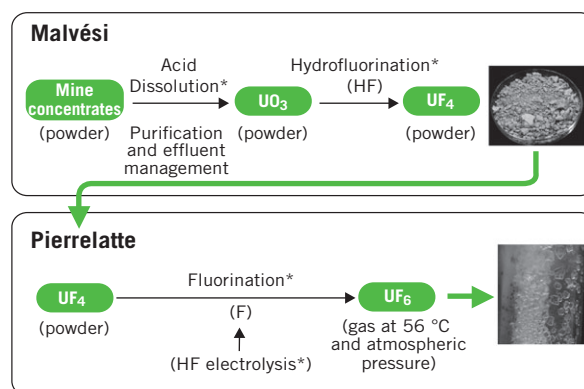 Malvési
Mine
concentrates
(powder)
Acid
Dissolution*
Purification
and effluent
management
UO3
(powder)
Hydrofluorination*
(HF)
UF4
(powder)
Pierrelatte
UF4
(powder)
Fluorination*
(F)
(HF electrolysis*)
UF6
(gas at 56 °C
and atmospheric
pressure)